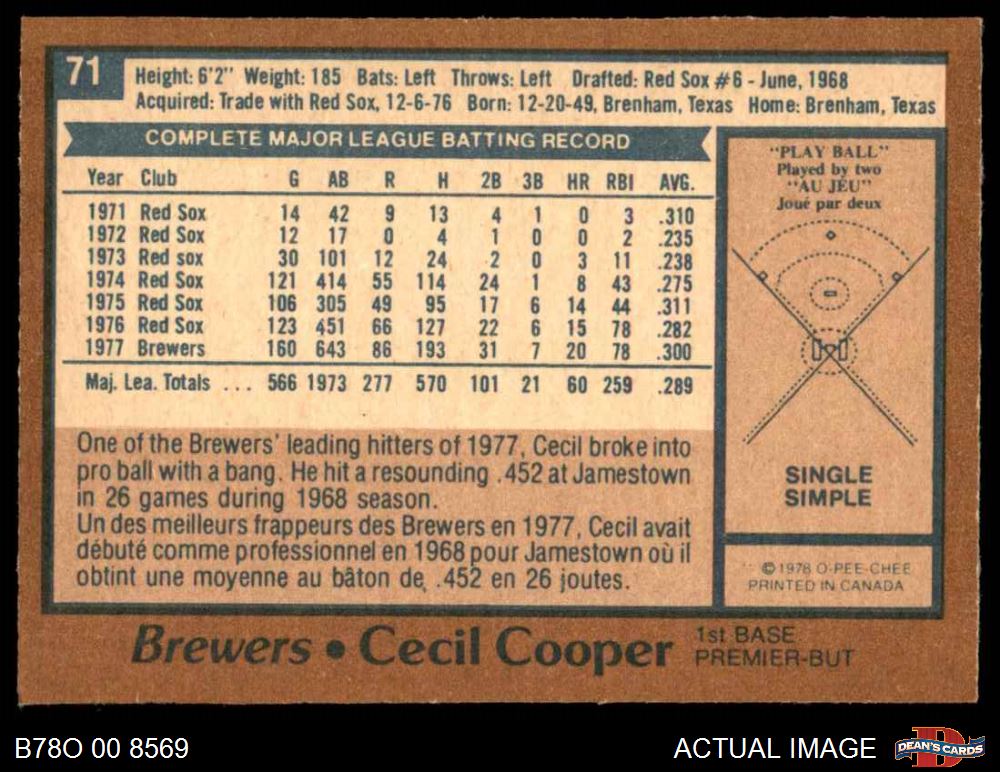 71
Height: 6'2" Weight: 185 Bats: Left Throws: Left Drafted: Red Sox #6 - June, 1968
Acquired: Trade with Red Sox, 12-6-76 Born: 12-20-49, Brenham, Texas Home: Brenham, Texas
COMPLETE MAJOR LEAGUE BATTING RECORD
Year Club G AB R H 2B 3B HR RBI AVG.
1971 Red Sox 14 42 9 13 4 1 0 3 .310
1972 Red Sox 12 17 0 4 1 0 0 2 .235
1973 Red sox 30 101 12 24 2 0 3 11 .238
1974 Red Sox 121 414 55 114 24 1 8 43 .275
1975 Red Sox 106 305 49 95 17 6 14 44 .311
1976 Red Sox 123 451 66 127 22 6 15 78 .282
1977 Brewers 160 643 86 193 31 7 20 78 .300
Maj. Lea. Totals ... 566 1973 277 570 101 21 60 259 .289
One of the Brewers' leading hitters of 1977, Cecil broke into
pro ball with a bang. He hit a resounding .452 at Jamestown
in 26 games during 1968 season.
Un des meilleurs frappeurs des Brewers en 1977, Cecil avait
débuté comme professionnel en 1968 pour Jamestown où il
obtint une moyenne au bâton de, .452 en 26 joutes.
"PLAY BALL"
Played by two
"AU JEU"
Joué par deux
SINGLE
SIMPLE
© 1978 O-PEE-CHEE
PRINTED IN CANADA
Brewers • Cecil Cooper
1st BASE
PREMIER-BUT
B78O 00 8569
ACTUAL IMAGE
D
DEAN'S CARDS